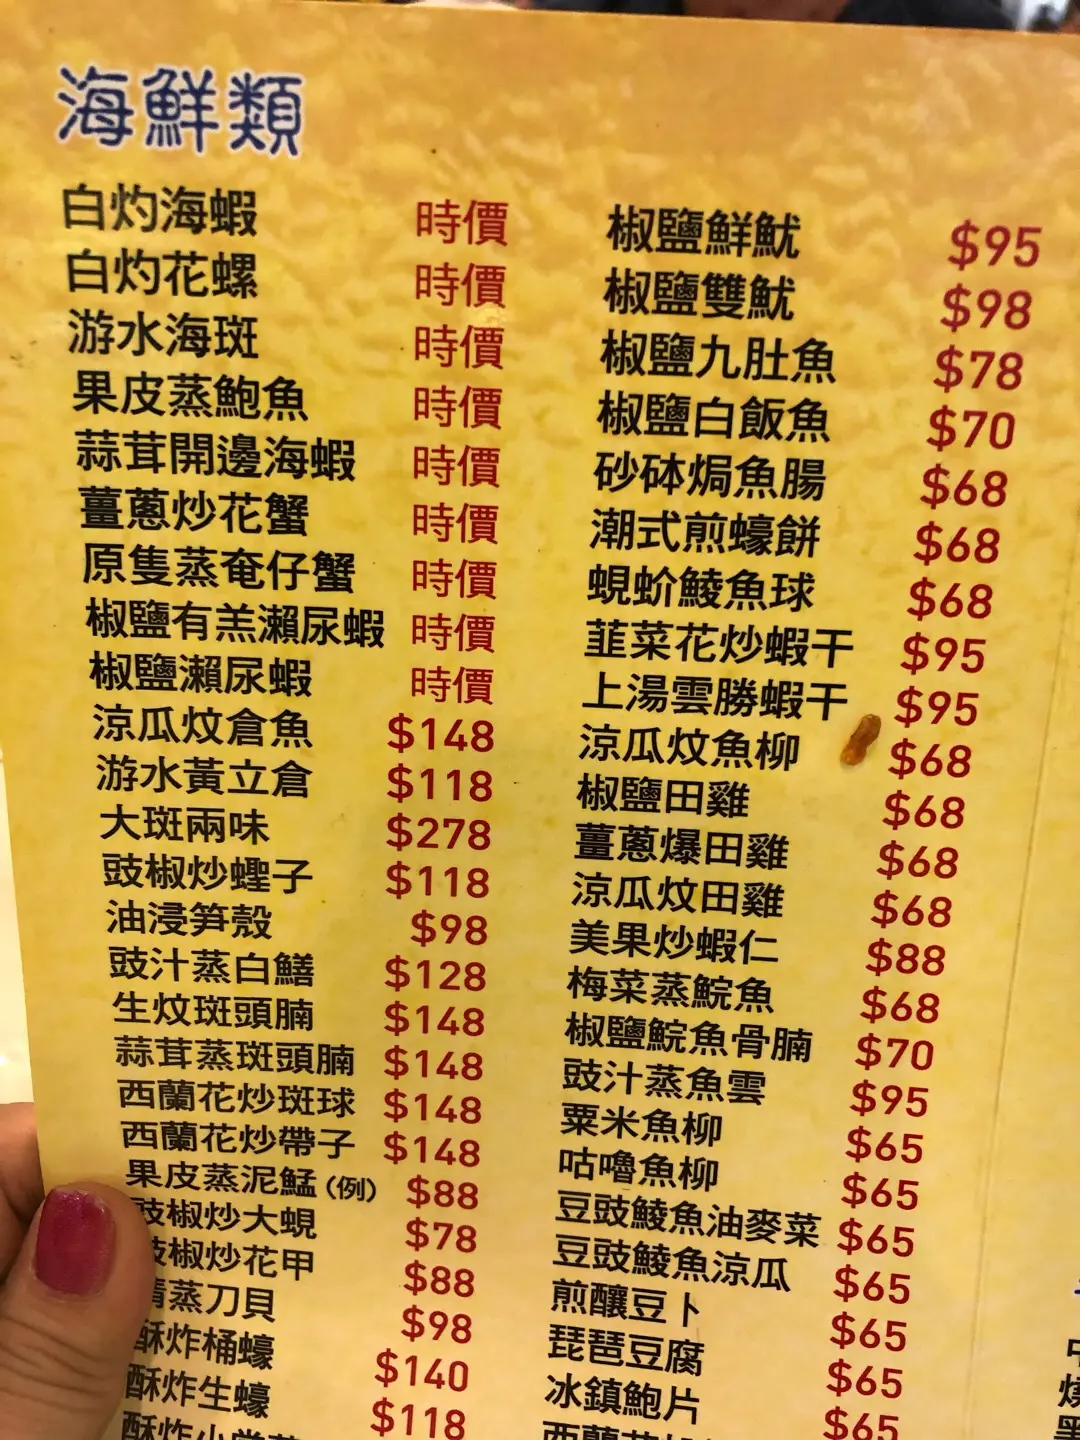 海鮮類
白灼海蝦 時價
白灼花螺 時價
游水海斑 時價
果皮蒸鮑魚 時價
蒜茸開邊海蝦 時價
薑蔥炒花蟹 時價
原隻蒸奄仔蟹 時價
椒鹽有羔瀨尿蝦 時價
椒鹽瀨尿蝦 時價
涼瓜炆倉魚 $148
游水黃立倉 $118
大斑兩味 $278
豉椒炒蟶子 $118
油浸笋殼 $98
豉汁蒸白鱔 $128
生炆斑頭腩 $148
蒜茸蒸斑頭腩 $148
西蘭花炒斑球 $148
西蘭花炒帶子 $148
果皮蒸泥鯭(例) $88
豉椒炒大蜆 $78
豉椒炒花甲 $88
蒸刀貝 $98
酥炸桶蠔 $140
酥炸生蠔 $118
椒鹽鮮魷 $95
椒鹽雙魷 $98
椒鹽九肚魚 $78
椒鹽白飯魚 $70
砂砵焗魚腸 $68
潮式煎蠔餅 $68
蜆蚧鯪魚球 $68
韮菜花炒蝦干 $95
上湯雲勝蝦干 $95
涼瓜炆魚柳 $68
椒鹽田雞 $68
薑蔥爆田雞 $68
涼瓜炆田雞 $68
美果炒蝦仁 $88
梅菜蒸鯇魚 $68
椒鹽鯇魚骨腩 $70
豉汁蒸魚雲 $95
粟米魚柳 $65
咕嚕魚柳 $65
豆豉鯪魚油麥菜 $65
豆豉鯪魚涼瓜 $65
煎釀豆卜 $65
琵琶豆腐 $65
冰鎮鮑片 $65